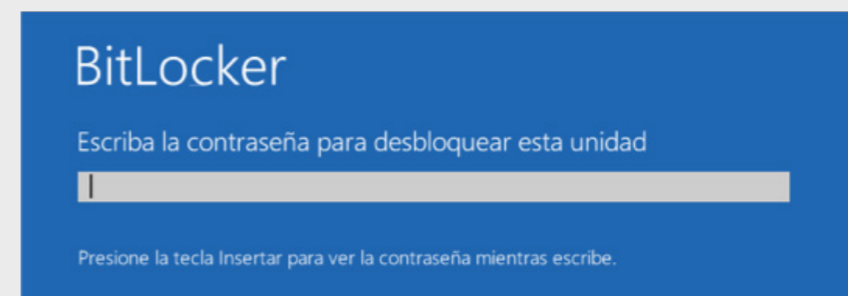 BitLocker
Escriba la contraseña para desbloquear esta unidad
Presione la tecla Insertar para ver la contraseña mientras escribe.